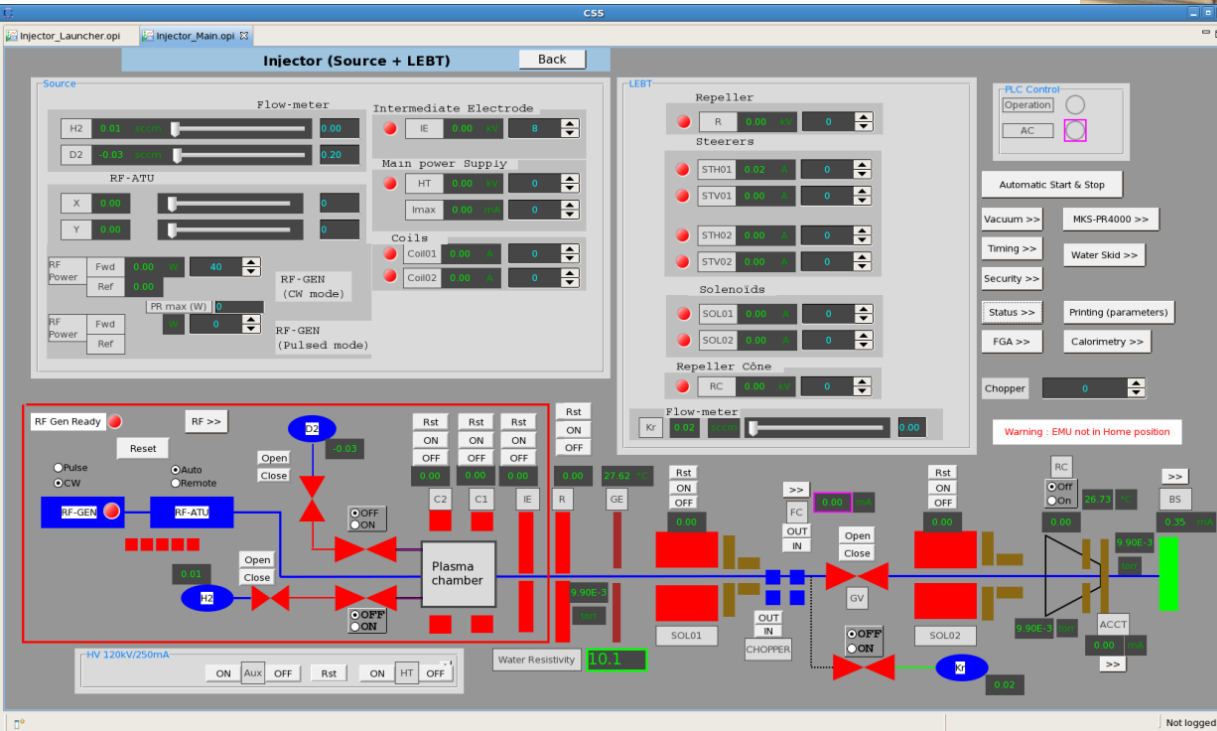 CSS
Injector_Launcher.opi Injector_Main.opi
Injector (Source + LEBT) Back
Source
Flow-meter
H2 0.01 sccm 0.00
D2 -0.03 sccm 0.20
RF-ATU
X 0.00 0
Y 0.00 0
RF Power Fwd 0.00 W 40
Ref 0.00
RF-GEN
(CW mode)
PR max (W) 0
RF Power Fwd W 0
Ref
RF-GEN
(Pulsed mode)
Intermediate Electrode
IE 0.00 kV 8
Main power Supply
HT 0.00 kV 0
Imax 0.00 mA 0
Coils
Coil01 0.00 A 0
Coil02 0.00 A 0
LEBT
Repeller
R 0.00 kV 0
Steerers
STH01 0.02 A 0
STV01 0.00 A 0
STH02 0.00 A 0
STV02 0.00 A 0
Solenoïds
SOL01 0.00 A 0
SOL02 0.00 A 0
Repeller Cône
RC 0.00 kV 0
Flow-meter
Kr 0.02 sccm 0.00
PLC Control
Operation
AC
Automatic Start & Stop
Vacuum >> MKS-PR4000 >>
Timing >> Water Skid >>
Security >>
Status >> Printing (parameters)
FGA >> Calorimetry >>
Chopper 0
Warning : EMU not in Home position
RF Gen Ready RF >>
Reset
Pulse
CW
Auto
Remote
RF-GEN RF-ATU
D2 -0.03
Open
Close
OFF
ON
0.01
H2
Open
Close
OFF
ON
Plasma
chamber
Rst Rst Rst Rst
ON ON ON ON
OFF OFF OFF OFF
0.00 0.00 0.00 0.00 27.62 °C
C2 C1 IE R GE
9.90E-3
torr
Rst
ON
OFF
0.00
SOL01
>>
FC 0.00 mA
OUT
IN
OUT
IN
CHOPPER
Open
Close
GV
OFF
ON
Kr
0.02
Rst
ON
OFF
0.00
SOL02
RC
Off
On
26.73 °C
0.00
9.90E-3
torr
9.90E-3 torr
ACCT
0.00 mA
>>
>>
BS
0.35 mA
HV 120kV/250mA
ON Aux OFF Rst ON HT OFF
Water Resistivity 10.1
Not logged